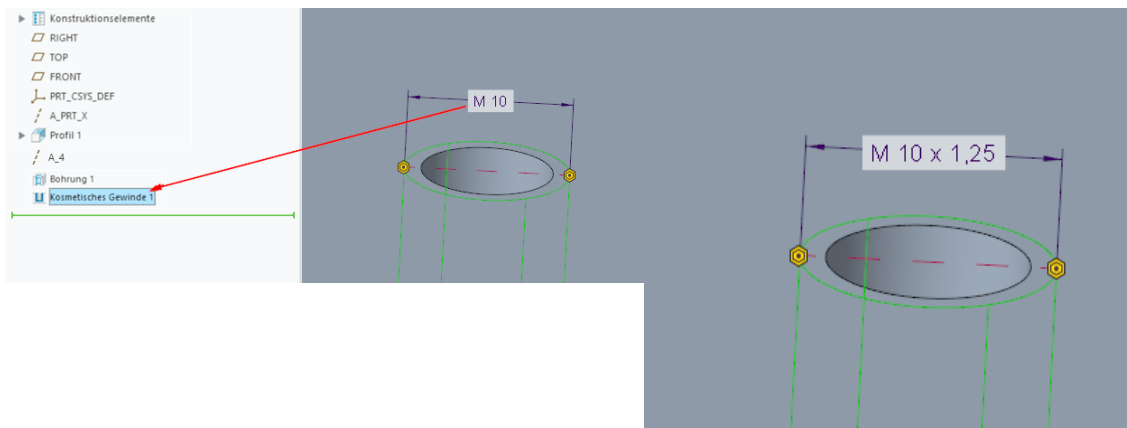 Konstruktionselemente
RIGHT
TOP
FRONT
PRT_CSYS_DEF
A_PRT_X
Profil 1
A_4
Bohrung 1
Kosmetisches Gewinde 1
M 10
M 10 x 1,25